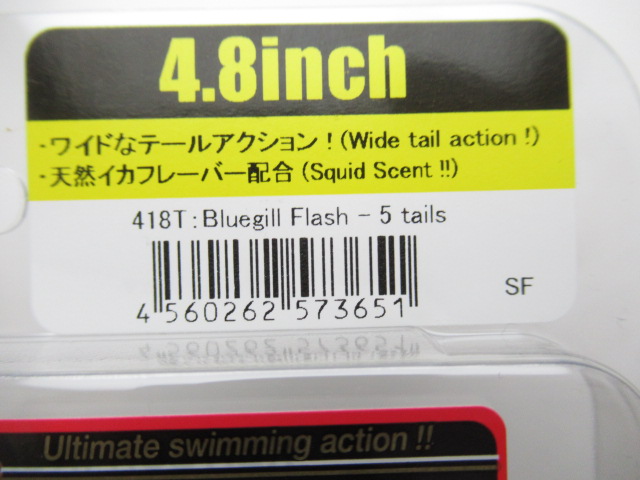 4.8inch
・ワイドなテールアクション！(Wide tail action !)
・天然イカフレーバー配合 (Squid Scent !!)
418T : Bluegill Flash - 5 tails
4 560262 573651
SF
Ultimate swimming action !!